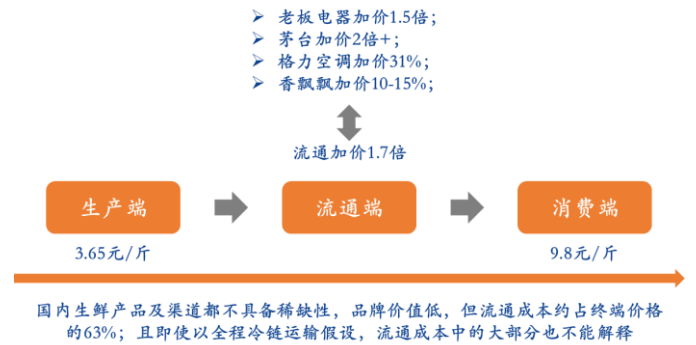 ➢ 老板电器加价1.5倍；
➢ 茅台加价2倍+；
➢ 格力空调加价31%；
➢ 香飘飘加价10-15%；
流通加价1.7倍
生产端
流通端
消费端
3.65元/斤
9.8元/斤
国内生鲜产品及渠道都不具备稀缺性，品牌价值低，但流通成本约占终端价格
的63%；且即使以全程冷链运输假设，流通成本中的大部分也不能解释